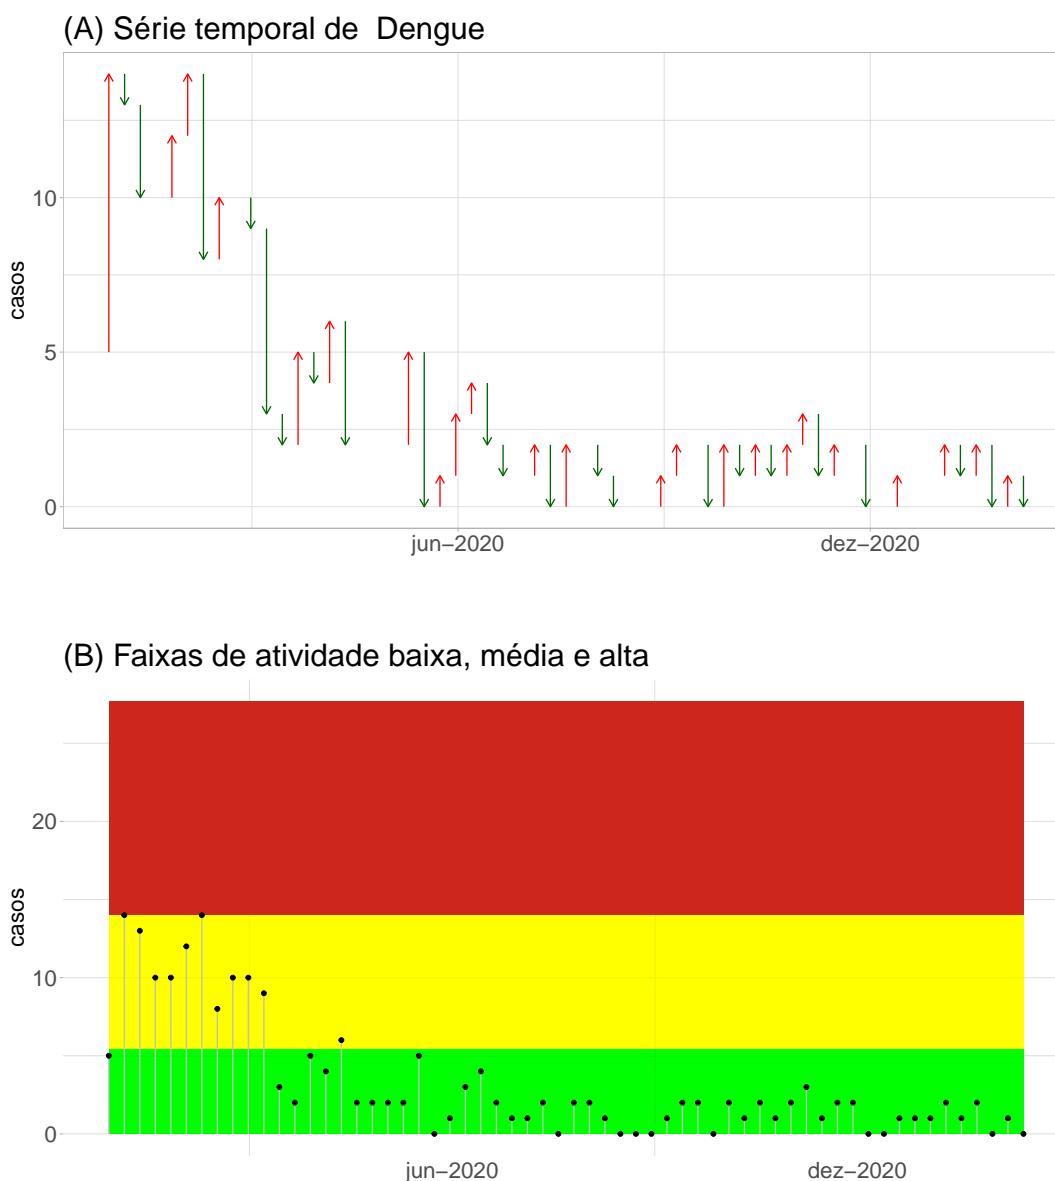 (A) Série temporal de  Dengue
casos
10
5
0
jun−2020
dez−2020
(B) Faixas de atividade baixa, média e alta
casos
20
10
0
jun−2020
dez−2020